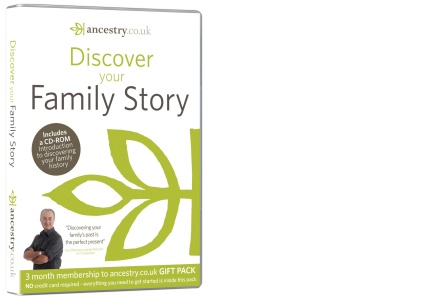 ancestry.co.uk
Discover
your
Family Story
Includes
a CD-ROM
Introduction
to discovering
your family
history
"Discovering your
family's past is
the perfect present"
3 month membership to ancestry.co.uk GIFT PACK
NO credit card required - everything you need to get started is inside this pack
Discover your Family Story
ancestry
.co.uk